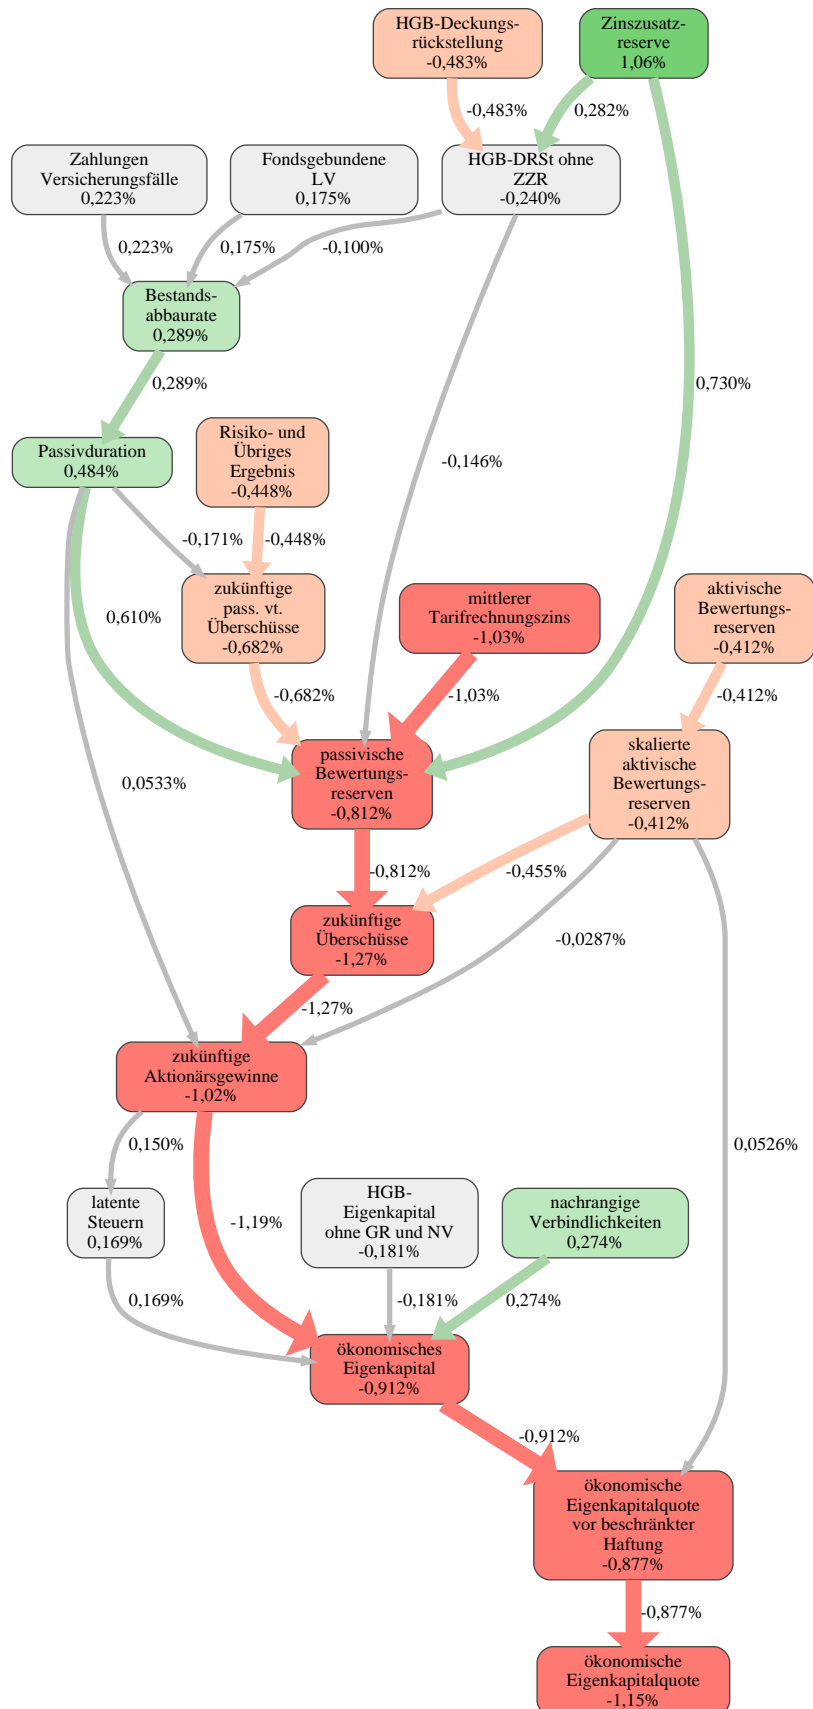 HGB-Deckungs-
rückstellung
-0,483%
Zinszusatz-
reserve
1,06%
-0,483%
0,282%
Zahlungen
Versicherungsfälle
0,223%
Fondsgebundene
LV
0,175%
HGB-DRSt ohne
ZZR
-0,240%
0,223%
0,175%
-0,100%
Bestands-
abbaurate
0,289%
0,289%
0,730%
Passivduration
0,484%
Risiko- und
Übriges
Ergebnis
-0,448%
-0,146%
-0,171%
-0,448%
zukünftige
pass. vt.
Überschüsse
-0,682%
mittlerer
Tarifrechnungszins
-1,03%
aktivische
Bewertungs-
reserven
-0,412%
0,610%
-0,682%
-1,03%
-0,412%
passivische
Bewertungs-
reserven
-0,812%
skalierte
aktivische
Bewertungs-
reserven
-0,412%
0,0533%
-0,812%
-0,455%
zukünftige
Überschüsse
-1,27%
-0,0287%
-1,27%
zukünftige
Aktionärsgewinne
-1,02%
0,150%
0,0526%
latente
Steuern
0,169%
-1,19%
HGB-
Eigenkapital
ohne GR und NV
-0,181%
nachrangige
Verbindlichkeiten
0,274%
0,169%
-0,181%
0,274%
ökonomisches
Eigenkapital
-0,912%
-0,912%
ökonomische
Eigenkapitalquote
vor beschränkter
Haftung
-0,877%
-0,877%
ökonomische
Eigenkapitalquote
-1,15%